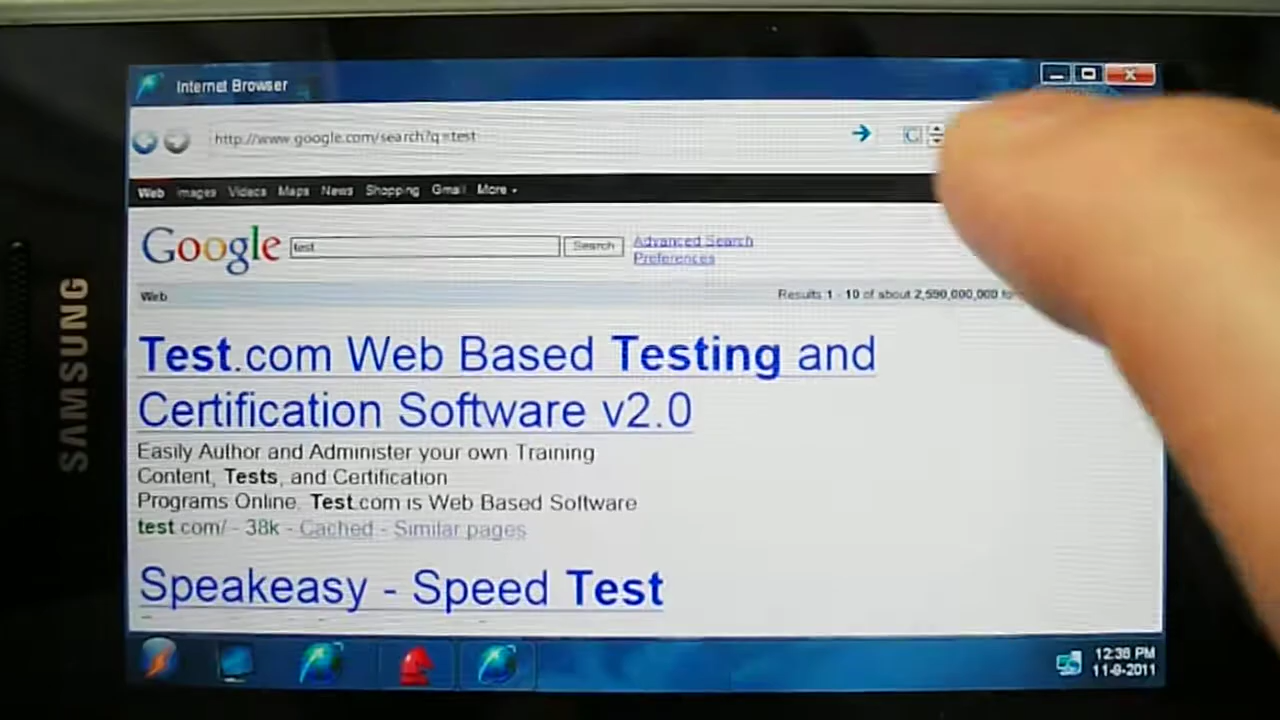 SAMSUNG
Internet Browser
http://www.google.com/search?q=test
Web Images Videos Maps News Shopping Gmail More
Google test Search Advanced Search
Preferences
Web Results 1 - 10 of about 2,590,000,000 for
Test.com Web Based Testing and
Certification Software v2.0
Easily Author and Administer your own Training
Content, Tests, and Certification
Programs Online. Test.com is Web Based Software
test.com/ - 38k - Cached - Similar pages
Speakeasy - Speed Test
12:36 PM
11-9-2011